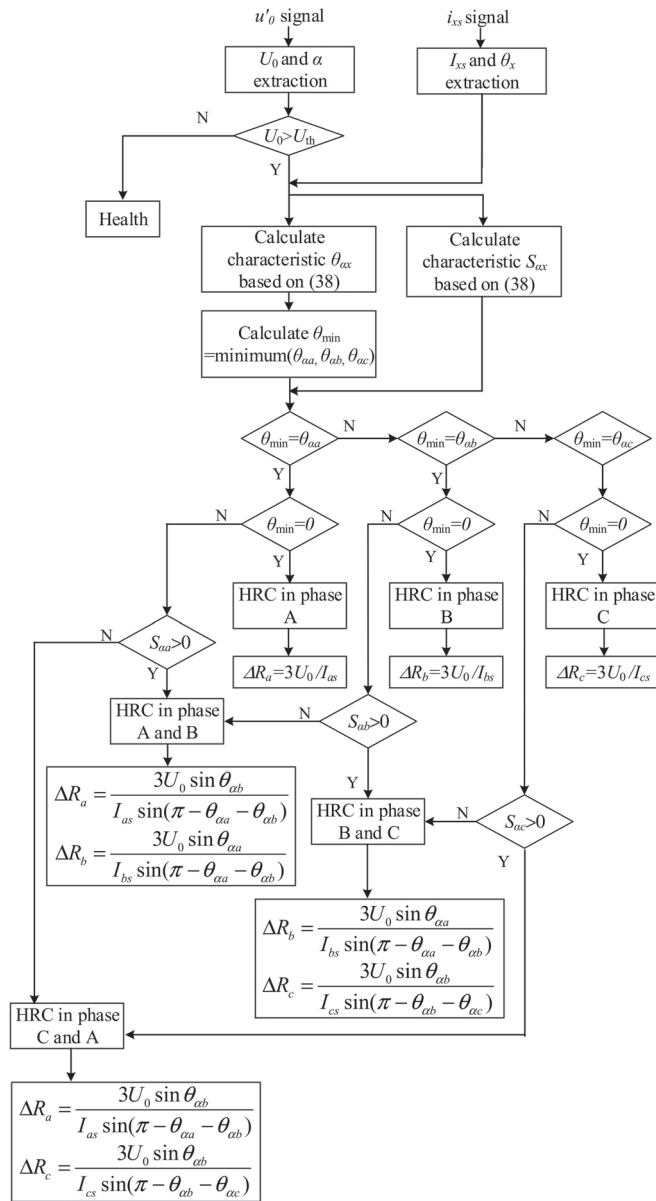 u'₀ signal
iₓₛ signal
U₀ and α
extraction
Iₓₛ and θₓ
extraction
N
U₀>Uth
Y
Health
Calculate
characteristic θαx
based on (38)
Calculate
characteristic Sαx
based on (38)
Calculate θmin
=minimum(θαa, θαb, θαc)
θmin=θαa
N
θmin=θαb
N
θmin=θαc
Y
Y
Y
N
θmin=0
N
θmin=0
N
θmin=0
Y
Y
Y
HRC in phase
A
HRC in phase
B
HRC in phase
C
N
Sαa>0
ΔRa=3U₀/Ias
ΔRb=3U₀/Ibs
ΔRc=3U₀/Ics
Y
HRC in phase
A and B
N
Sαb>0
Y
ΔRa = 3U₀ sin θαb / Ias sin(π − θαa − θαb)
ΔRb = 3U₀ sin θαa / Ibs sin(π − θαa − θαb)
HRC in phase
B and C
N
Sαc>0
Y
ΔRb = 3U₀ sin θαa / Ibs sin(π − θαa − θαb)
ΔRc = 3U₀ sin θαb / Ics sin(π − θαb − θαc)
HRC in phase
C and A
ΔRa = 3U₀ sin θαb / Ias sin(π − θαa − θαb)
ΔRc = 3U₀ sin θαb / Ics sin(π − θαb − θαc)